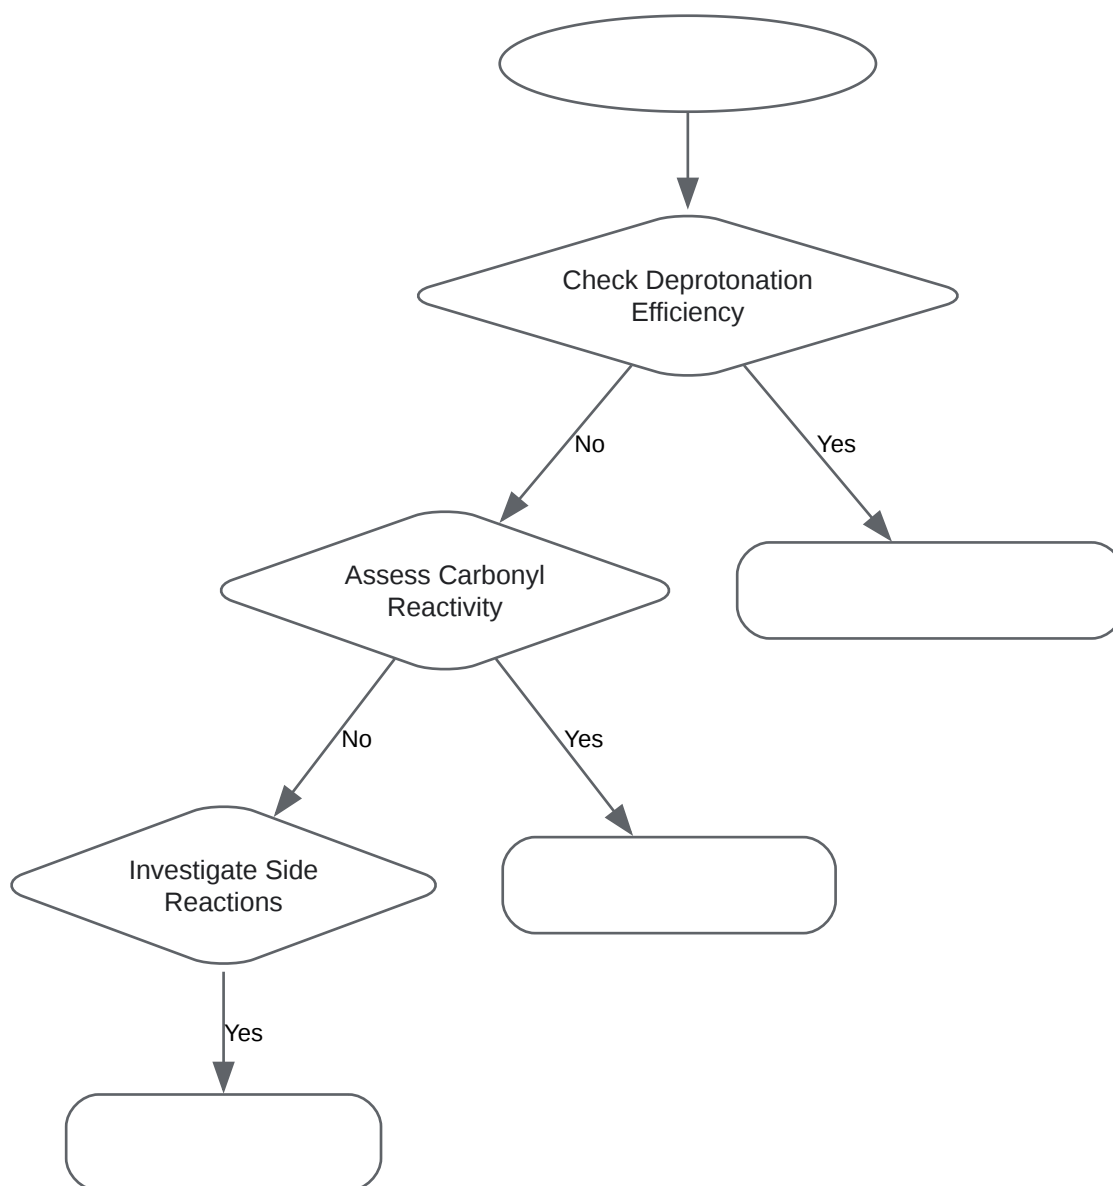 Check Deprotonation
Efficiency
No
Yes
Assess Carbonyl
Reactivity
No
Yes
Investigate Side
Reactions
Yes